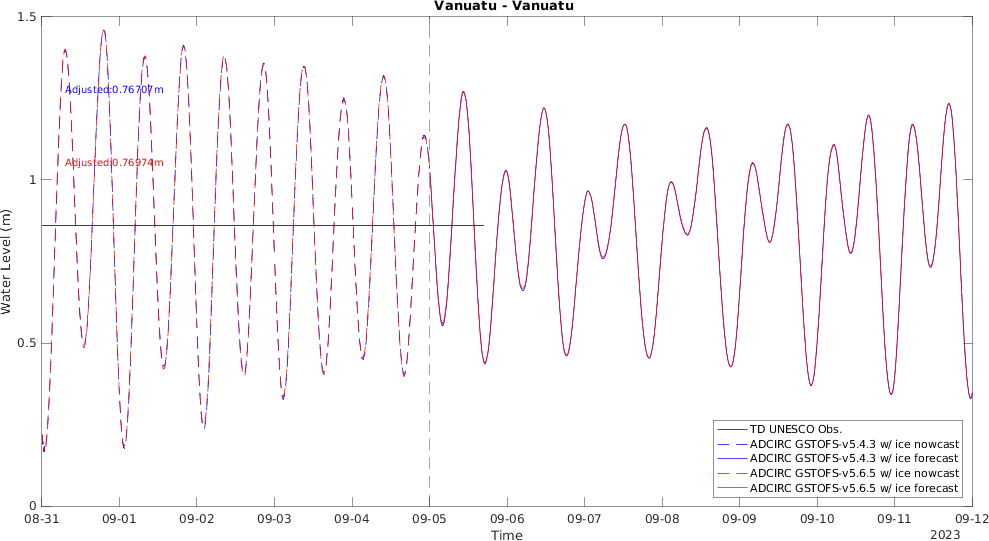 Vanuatu - Vanuatu
1.5
1
0.5
0
Water Level (m)
Adjusted:0.76707m
Adjusted:0.76974m
TD UNESCO Obs.
ADCIRC GSTOFS-v5.4.3 w/ ice nowcast
ADCIRC GSTOFS-v5.4.3 w/ ice forecast
ADCIRC GSTOFS-v5.6.5 w/ ice nowcast
ADCIRC GSTOFS-v5.6.5 w/ ice forecast
08-31 09-01 09-02 09-03 09-04 09-05 09-06 09-07 09-08 09-09 09-10 09-11 09-12
Time
2023